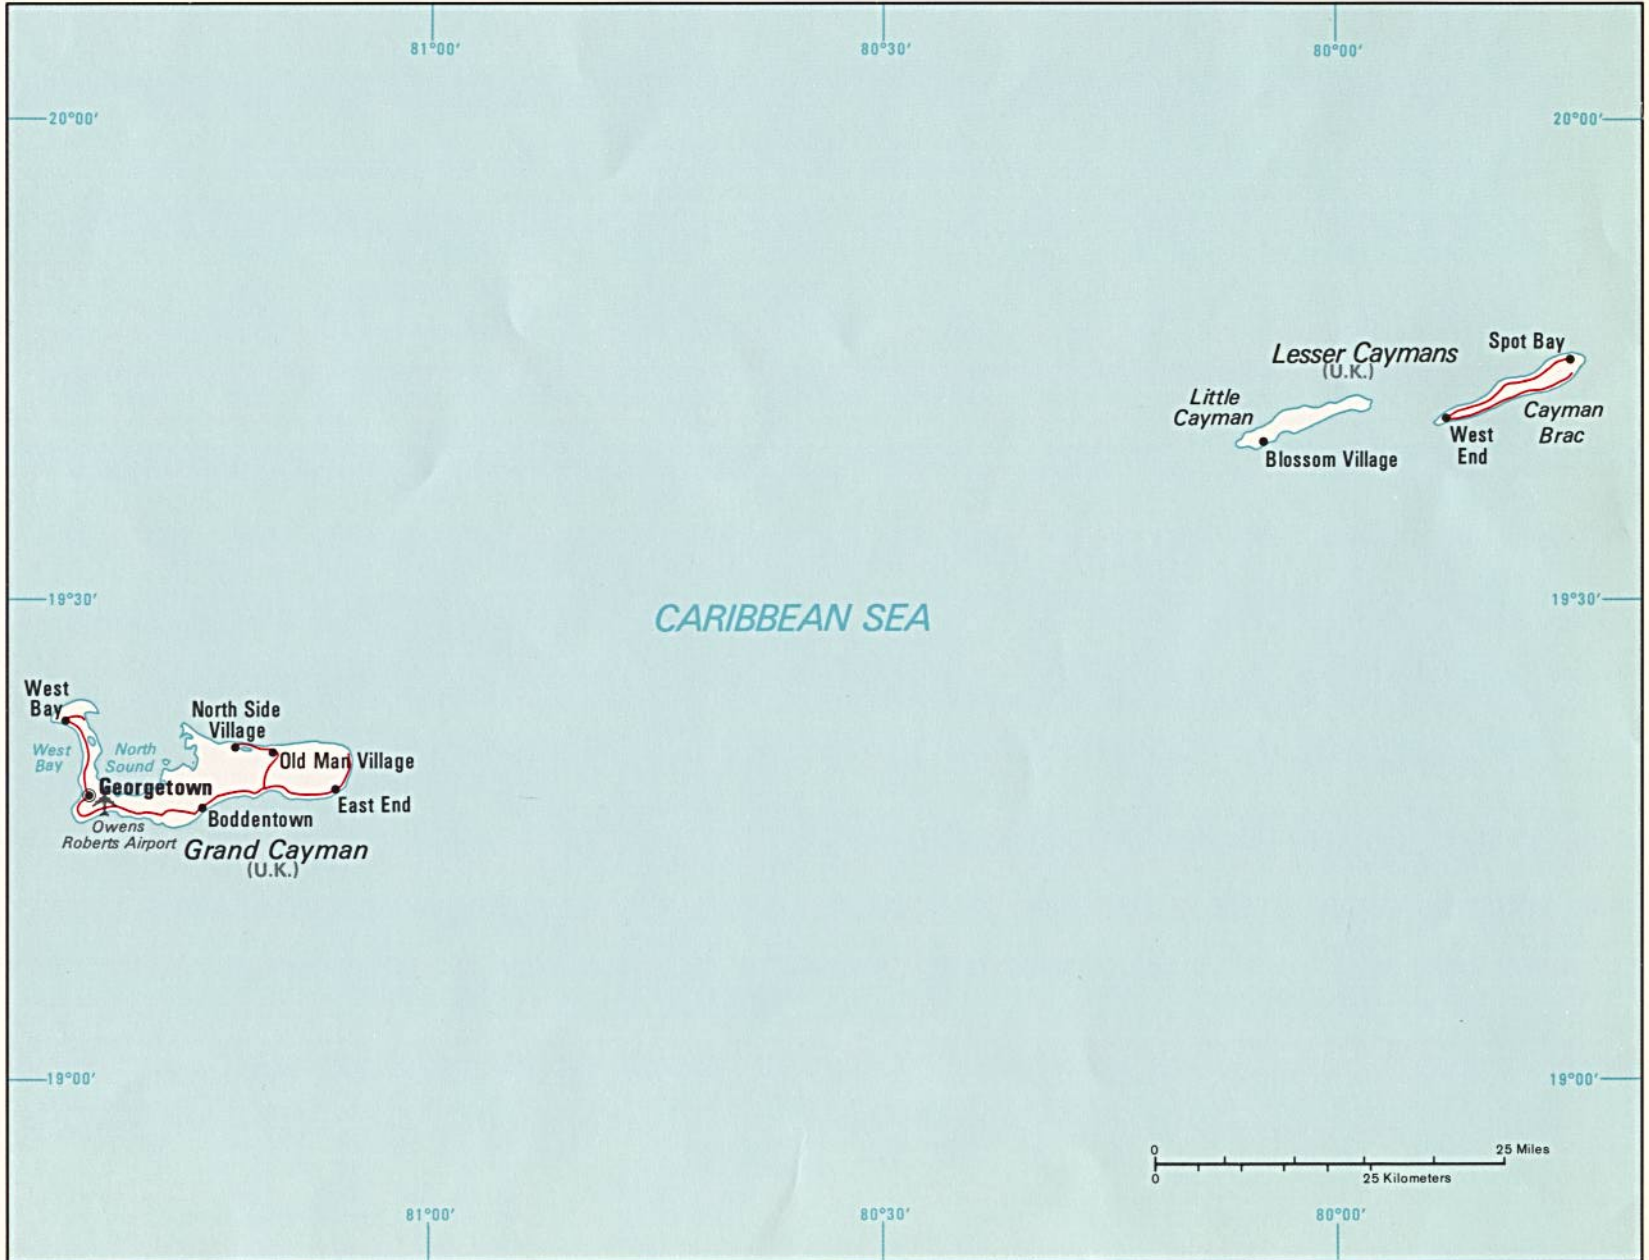 81°00'
80°30'
80°00'
20°00'
20°00'
Spot Bay
Lesser Caymans
(U.K.)
Little
Cayman
Cayman
Brac
West
End
Blossom Village
19°30'
19°30'
CARIBBEAN SEA
West
Bay
North Side
Village
West
Bay
North
Sound
Old Man Village
Georgetown
East End
Boddentown
Owens
Roberts Airport
Grand Cayman
(U.K.)
19°00'
19°00'
0
25 Miles
0
25 Kilometers
81°00'
80°30'
80°00'